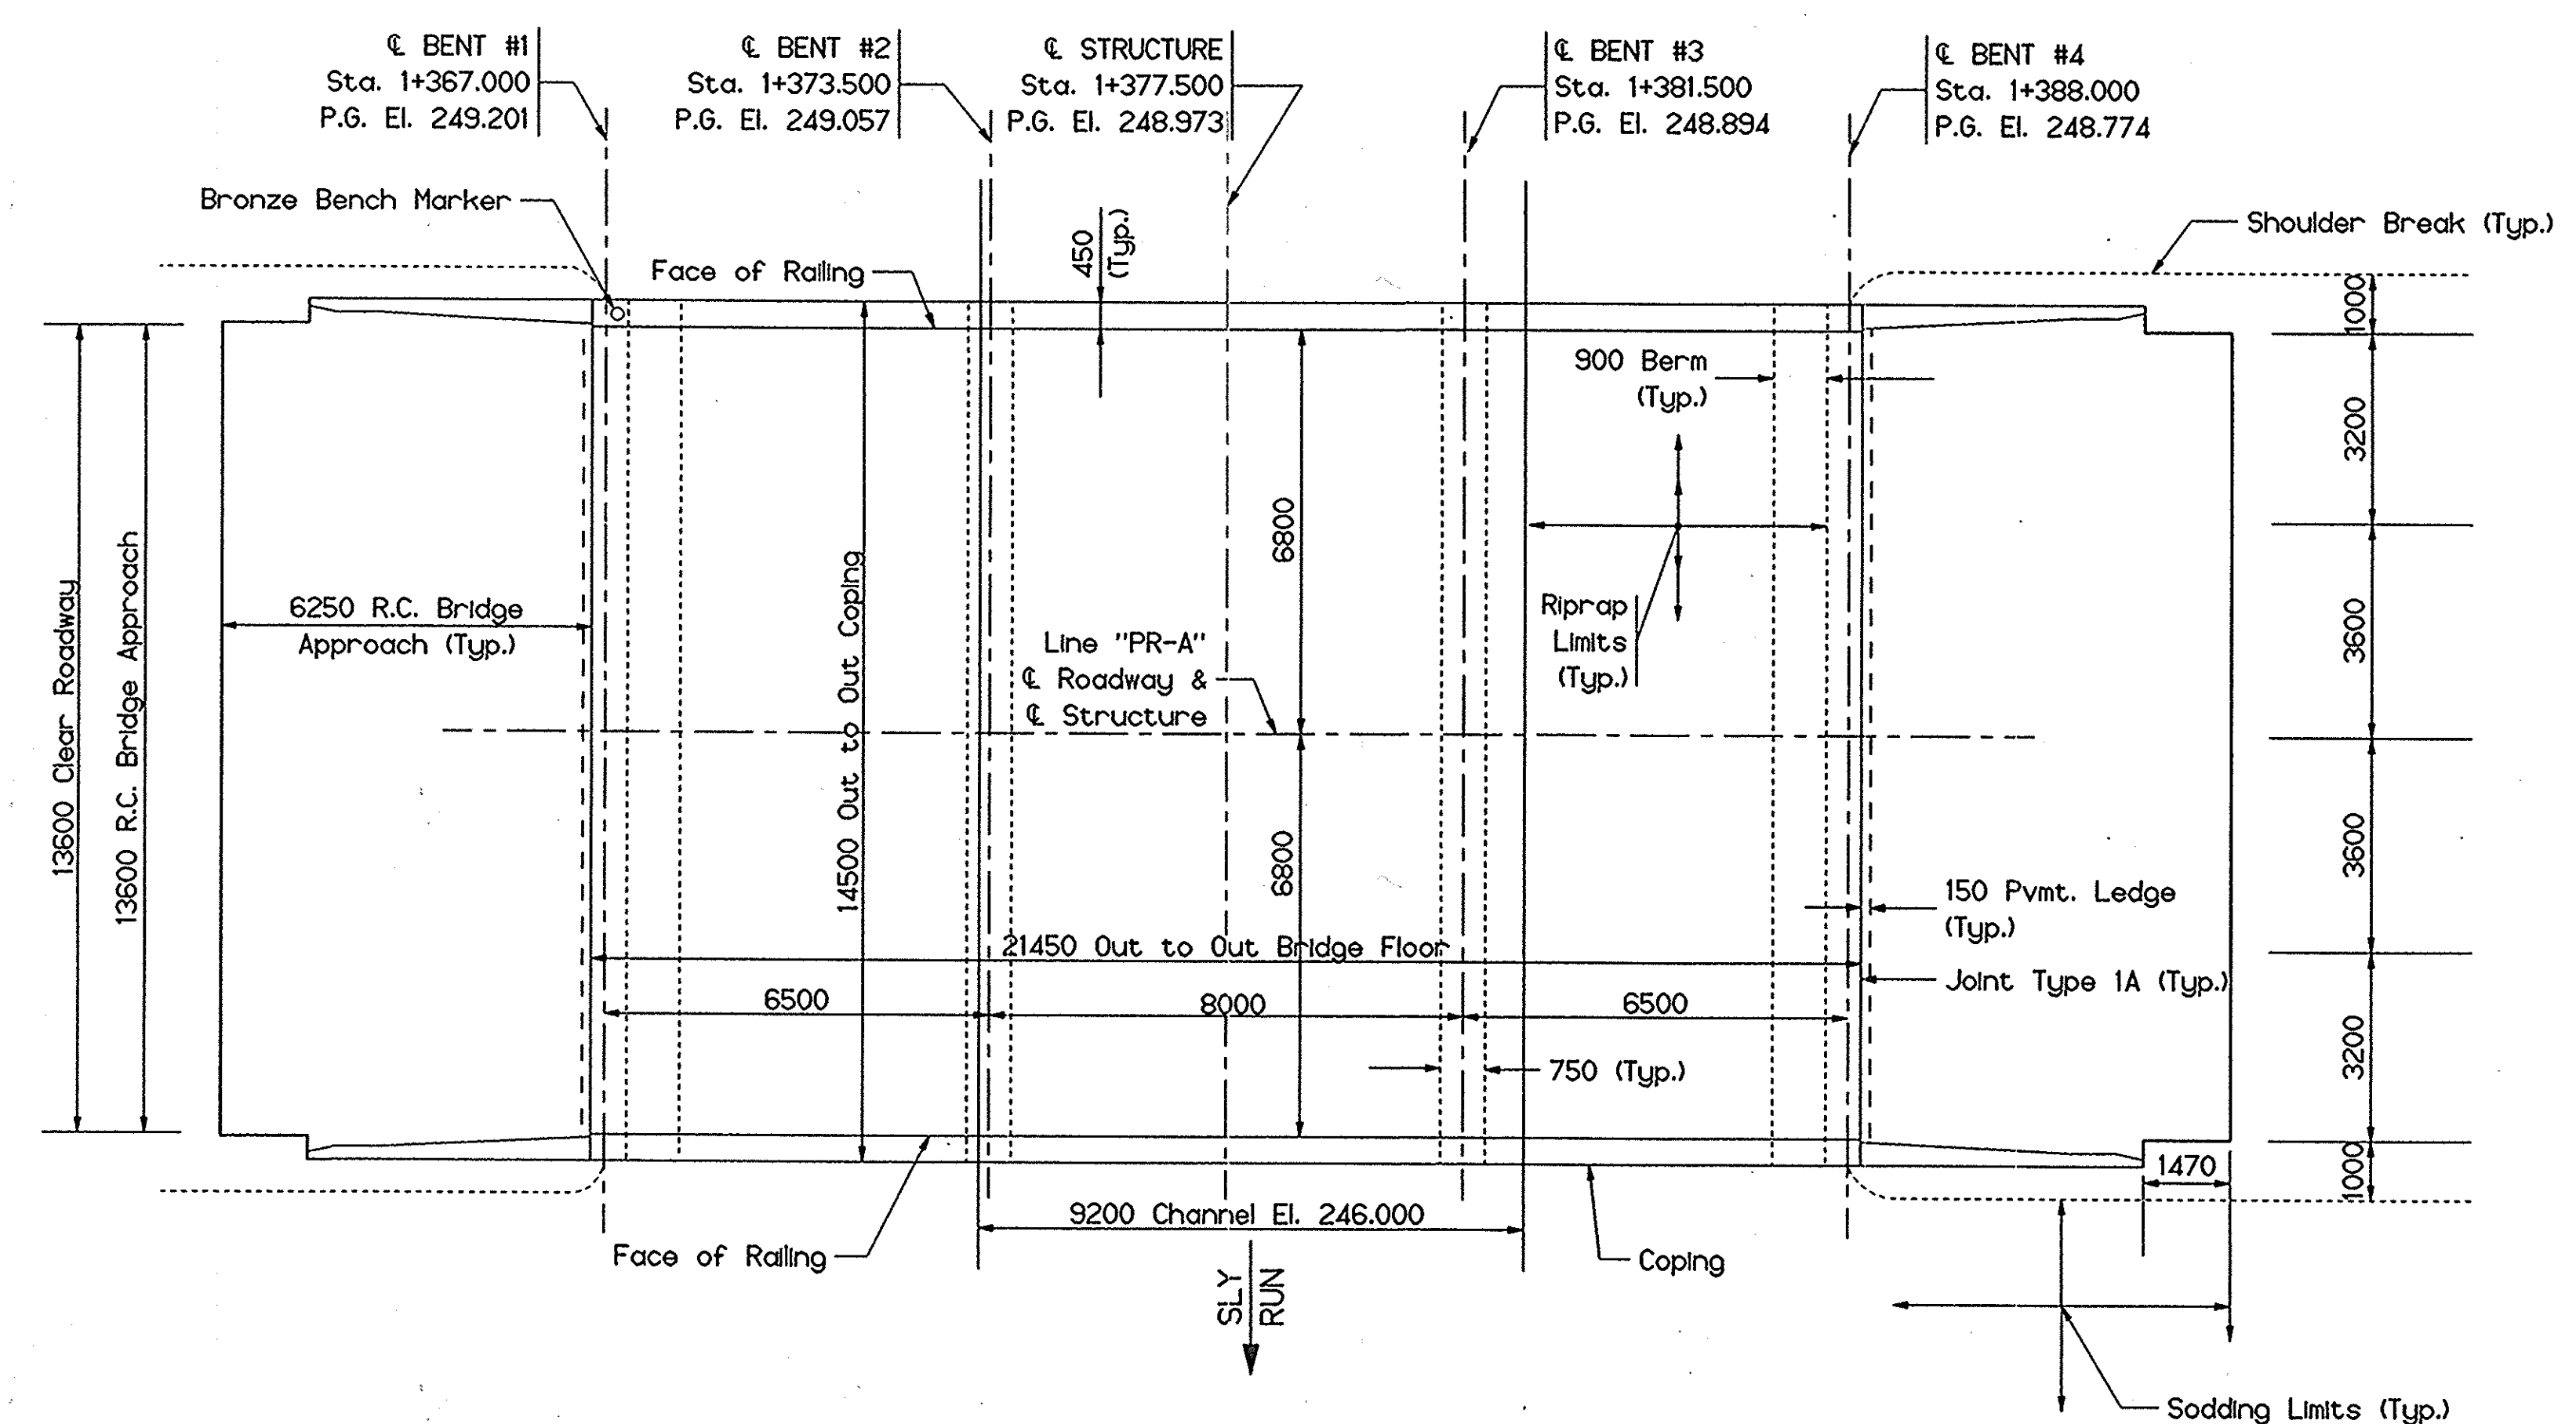 ℄ BENT #1
Sta. 1+367.000
P.G. El. 249.201
℄ BENT #2
Sta. 1+373.500
P.G. El. 249.057
℄ STRUCTURE
Sta. 1+377.500
P.G. El. 248.973
℄ BENT #3
Sta. 1+381.500
P.G. El. 248.894
℄ BENT #4
Sta. 1+388.000
P.G. El. 248.774
Bronze Bench Marker
Shoulder Break (Typ.)
Face of Railing
450
(Typ.)
1000
900 Berm
(Typ.)
3200
6800
13600 Clear Roadway
13600 R.C. Bridge Approach
6250 R.C. Bridge
Approach (Typ.)
14500 Out to Out Coping
Line "PR-A"
℄ Roadway &
℄ Structure
Riprap
Limits
(Typ.)
3600
3600
6800
150 Pvmt. Ledge
(Typ.)
21450 Out to Out Bridge Floor
Joint Type 1A (Typ.)
6500
8000
6500
3200
750 (Typ.)
1470
1000
9200 Channel El. 246.000
Face of Railing
Coping
SLY
RUN
Sodding Limits (Typ.)